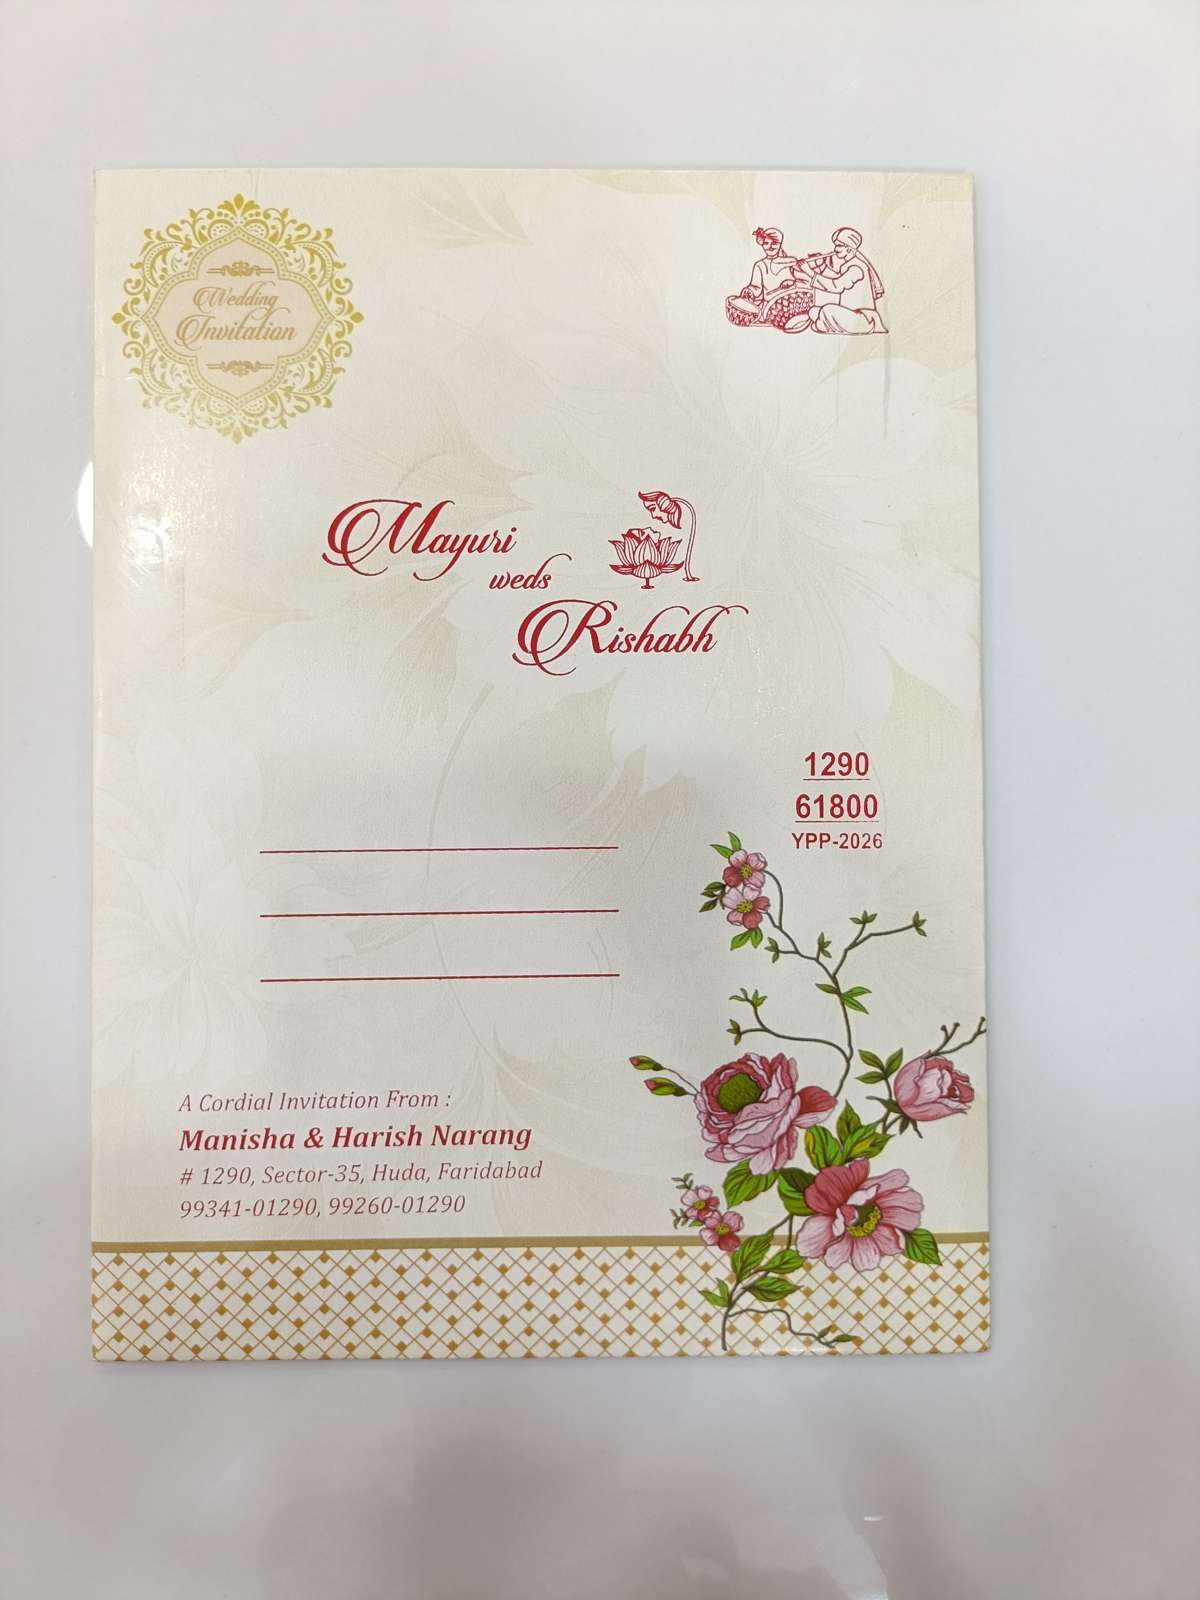 Wedding
Invitation
Mayuri
weds
Rishabh
1290
61800
YPP-2026
A Cordial Invitation From :
Manisha & Harish Narang
# 1290, Sector-35, Huda, Faridabad
99341-01290, 99260-01290